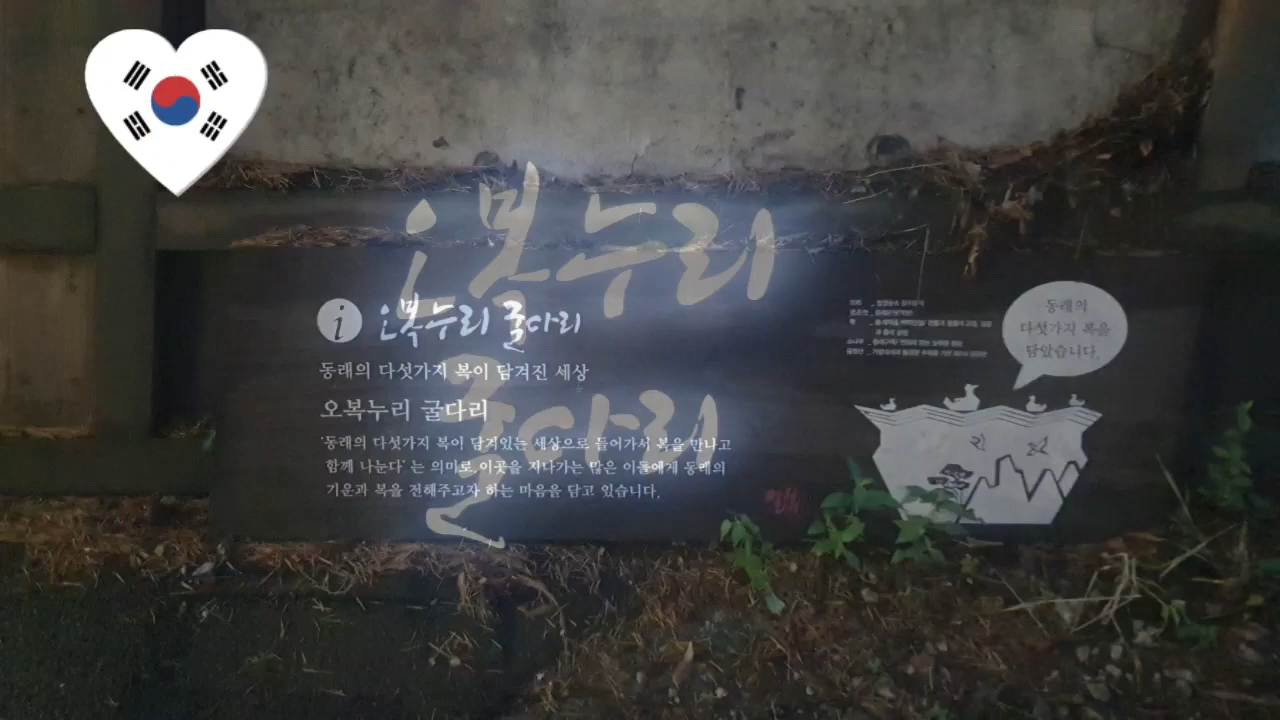 오복누리
굴다리
i 오복누리 굴다리
동래의 다섯가지 복이 담겨진 세상
오복누리 굴다리
'동래의 다섯가지 복이 담겨있는 세상으로 들어가서 복을 만나고
함께 나눈다' 는 의미로, 이곳을 지나가는 많은 이들에게 동래의
기운과 복을 전해주고자 하는 마음을 담고 있습니다.
동래의
다섯가지 복을
담았습니다.